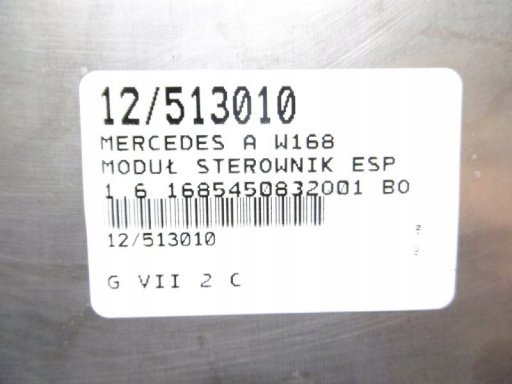 12/513010
MERCEDES A W168
MODUŁ STEROWNIK ESP
1 6 1685450832001 BO
12/513010
G VII 2 C